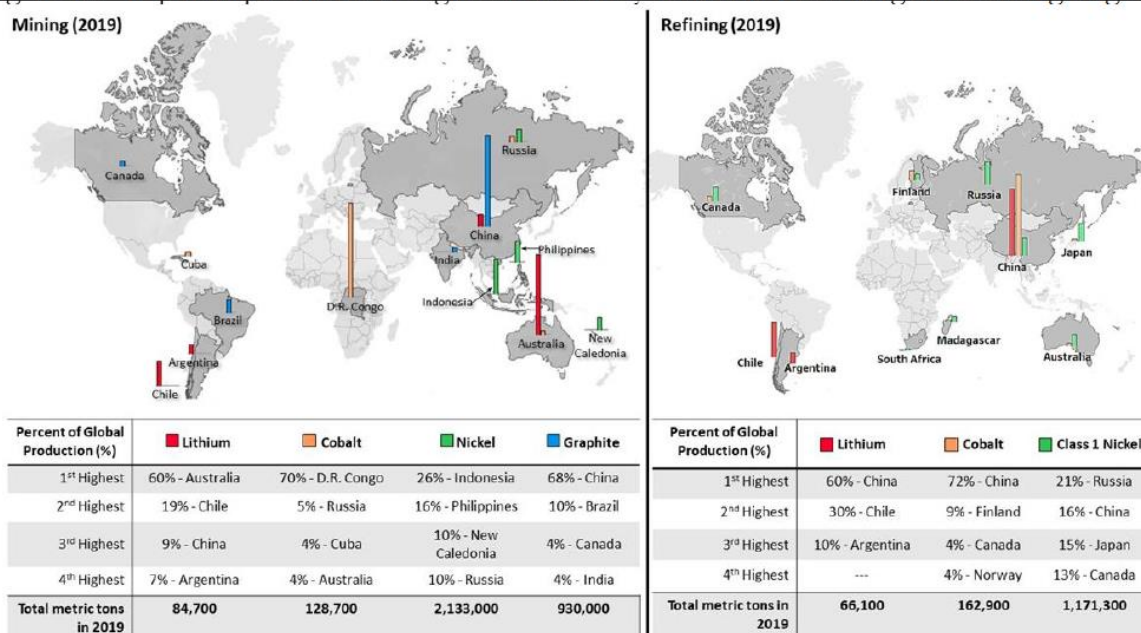 Mining (2019)
Canada
Cuba
Brazil
Argentina
Chile
D.R. Congo
Russia
China
India
Philippines
Indonesia
Australia
New
Caledonia
Percent of Global
Production (%)
Lithium
Cobalt
Nickel
Graphite
1st Highest
60% - Australia
70% - D.R. Congo
26% - Indonesia
68% - China
2nd Highest
19% - Chile
5% - Russia
16% - Philippines
10% - Brazil
3rd Highest
9% - China
4% - Cuba
10% - New
Caledonia
4% - Canada
4th Highest
7% - Argentina
4% - Australia
10% - Russia
4% - India
Total metric tons
in 2019
84,700
128,700
2,133,000
930,000
Refining (2019)
Canada
Finland
Russia
China
Japan
Chile
Argentina
South Africa
Madagascar
Australia
Percent of Global
Production (%)
Lithium
Cobalt
Class 1 Nickel
1st Highest
60% - China
72% - China
21% - Russia
2nd Highest
30% - Chile
9% - Finland
16% - China
3rd Highest
10% - Argentina
4% - Canada
15% - Japan
4th Highest
---
4% - Norway
13% - Canada
Total metric tons in
2019
66,100
162,900
1,171,300